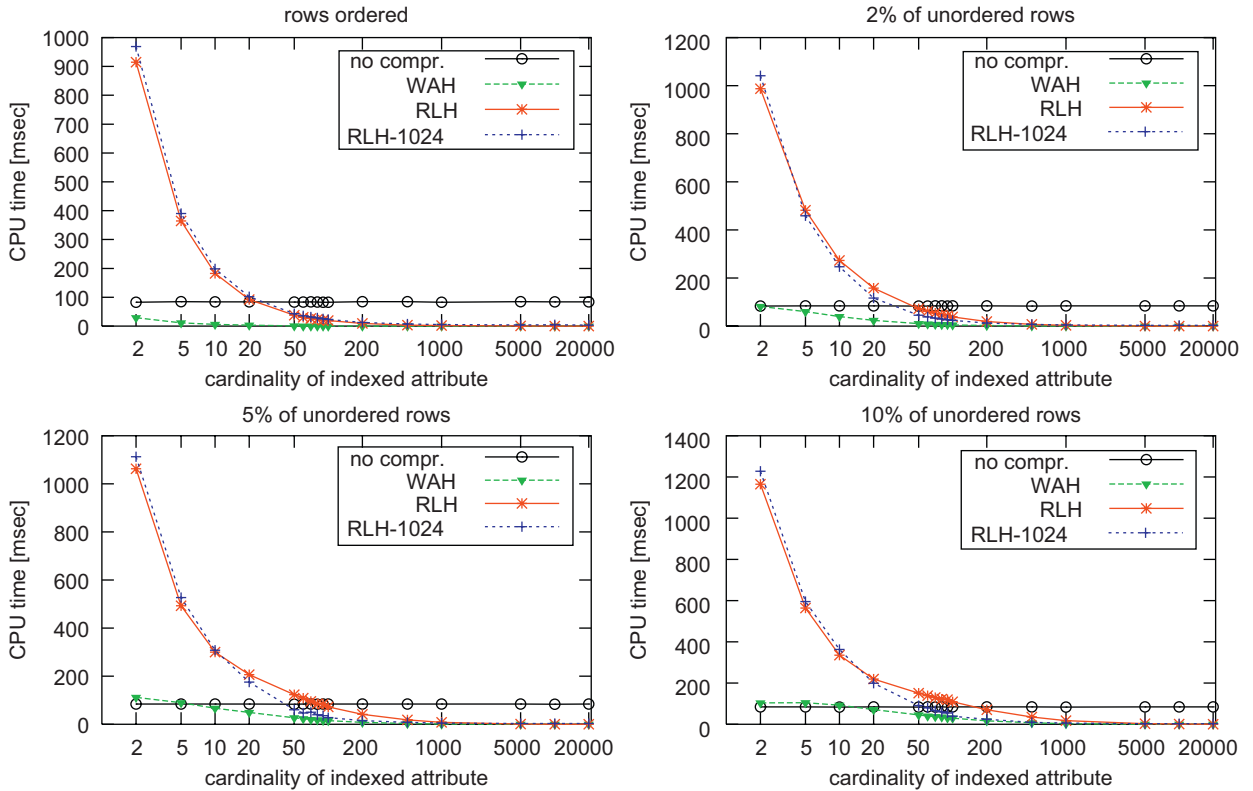 rows ordered
1000
900
800
700
600
500
400
300
200
100
0
CPU time [msec]
no compr.
WAH
RLH
RLH-1024
2 5 10 20 50 200 1000 5000 20000
cardinality of indexed attribute
2% of unordered rows
1200
1000
800
600
400
200
0
CPU time [msec]
no compr.
WAH
RLH
RLH-1024
2 5 10 20 50 200 1000 5000 20000
cardinality of indexed attribute
5% of unordered rows
1200
1000
800
600
400
200
0
CPU time [msec]
no compr.
WAH
RLH
RLH-1024
2 5 10 20 50 200 1000 5000 20000
cardinality of indexed attribute
10% of unordered rows
1400
1200
1000
800
600
400
200
0
CPU time [msec]
no compr.
WAH
RLH
RLH-1024
2 5 10 20 50 200 1000 5000 20000
cardinality of indexed attribute